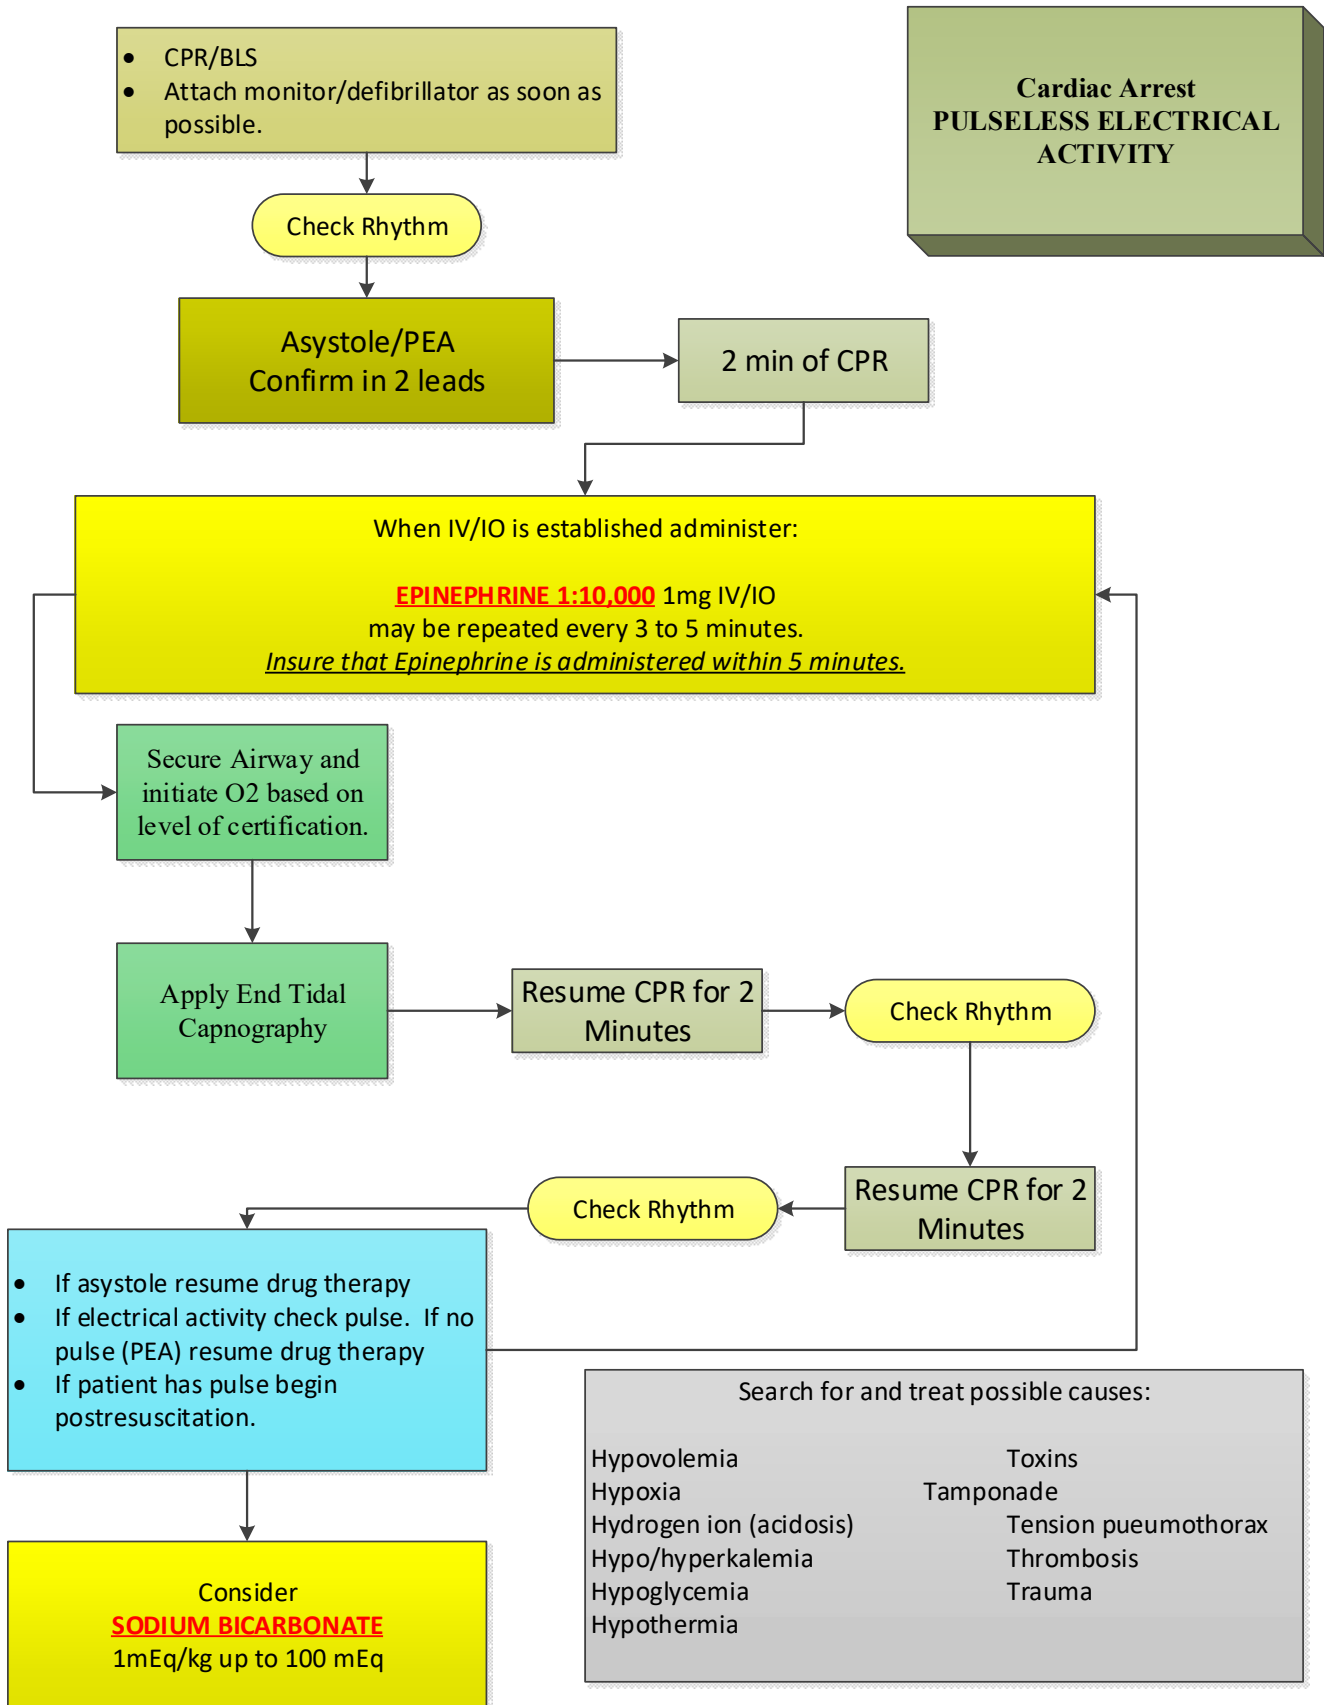 • CPR/BLS
• Attach monitor/defibrillator as soon as
possible.
Cardiac Arrest
PULSELESS ELECTRICAL
ACTIVITY
Check Rhythm
Asystole/PEA
Confirm in 2 leads
2 min of CPR
When IV/IO is established administer:
EPINEPHRINE 1:10,000 1mg IV/IO
may be repeated every 3 to 5 minutes.
Insure that Epinephrine is administered within 5 minutes.
Secure Airway and
initiate O2 based on
level of certification.
Apply End Tidal
Capnography
Resume CPR for 2
Minutes
Check Rhythm
Resume CPR for 2
Minutes
Check Rhythm
• If asystole resume drug therapy
• If electrical activity check pulse.  If no
pulse (PEA) resume drug therapy
• If patient has pulse begin
postresuscitation.
Consider
SODIUM BICARBONATE
1mEq/kg up to 100 mEq
Search for and treat possible causes:
Hypovolemia Toxins
Hypoxia Tamponade
Hydrogen ion (acidosis) Tension pueumothorax
Hypo/hyperkalemia Thrombosis
Hypoglycemia Trauma
Hypothermia